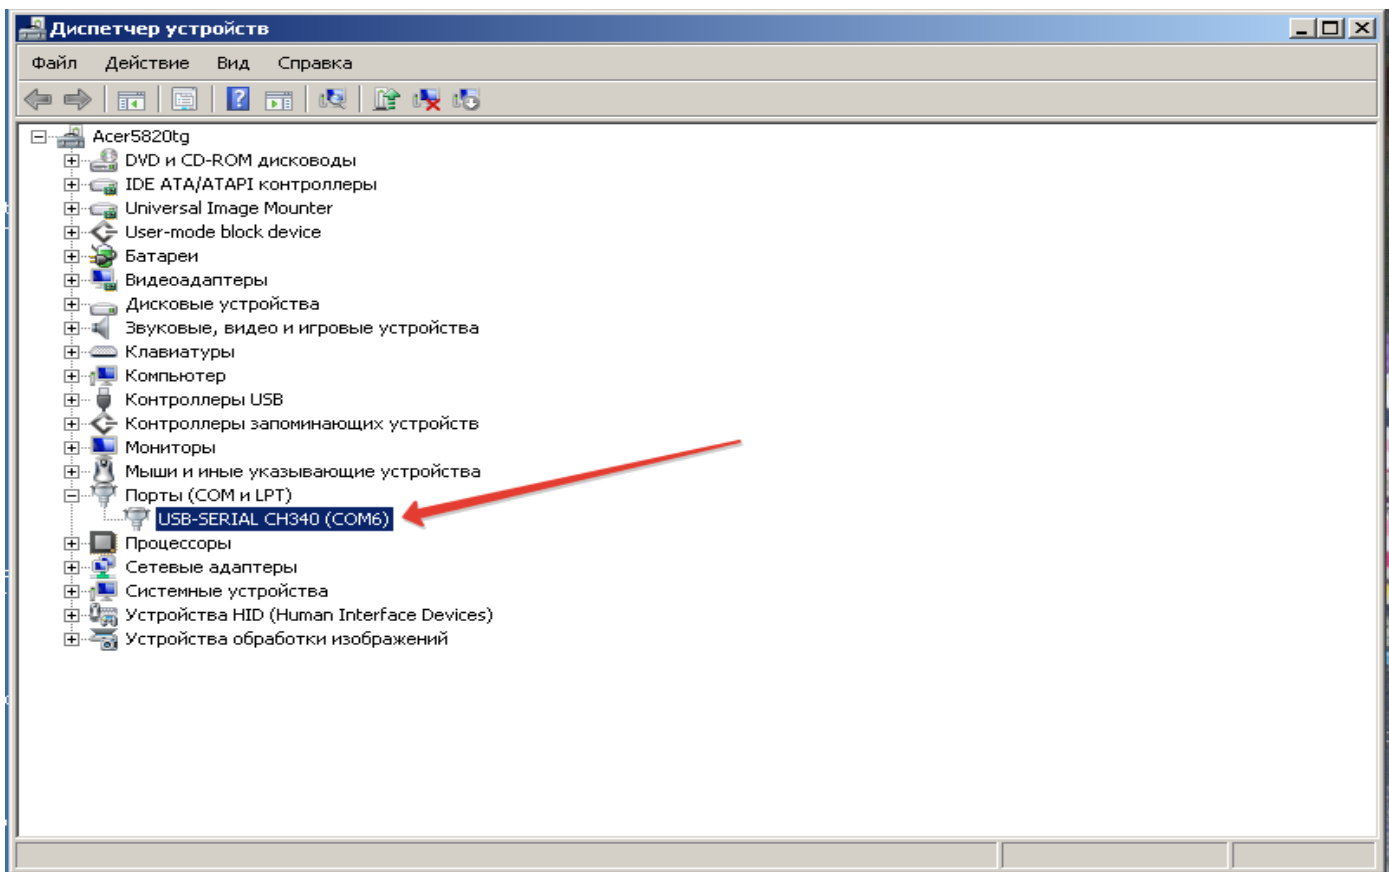 Диспетчер устройств
Файл Действие Вид Справка
Acer5820tg
DVD и CD-ROM дисководы
IDE ATA/ATAPI контроллеры
Universal Image Mounter
User-mode block device
Батареи
Видеоадаптеры
Дисковые устройства
Звуковые, видео и игровые устройства
Клавиатуры
Компьютер
Контроллеры USB
Контроллеры запоминающих устройств
Мониторы
Мыши и иные указывающие устройства
Порты (COM и LPT)
USB-SERIAL CH340 (COM6)
Процессоры
Сетевые адаптеры
Системные устройства
Устройства HID (Human Interface Devices)
Устройства обработки изображений